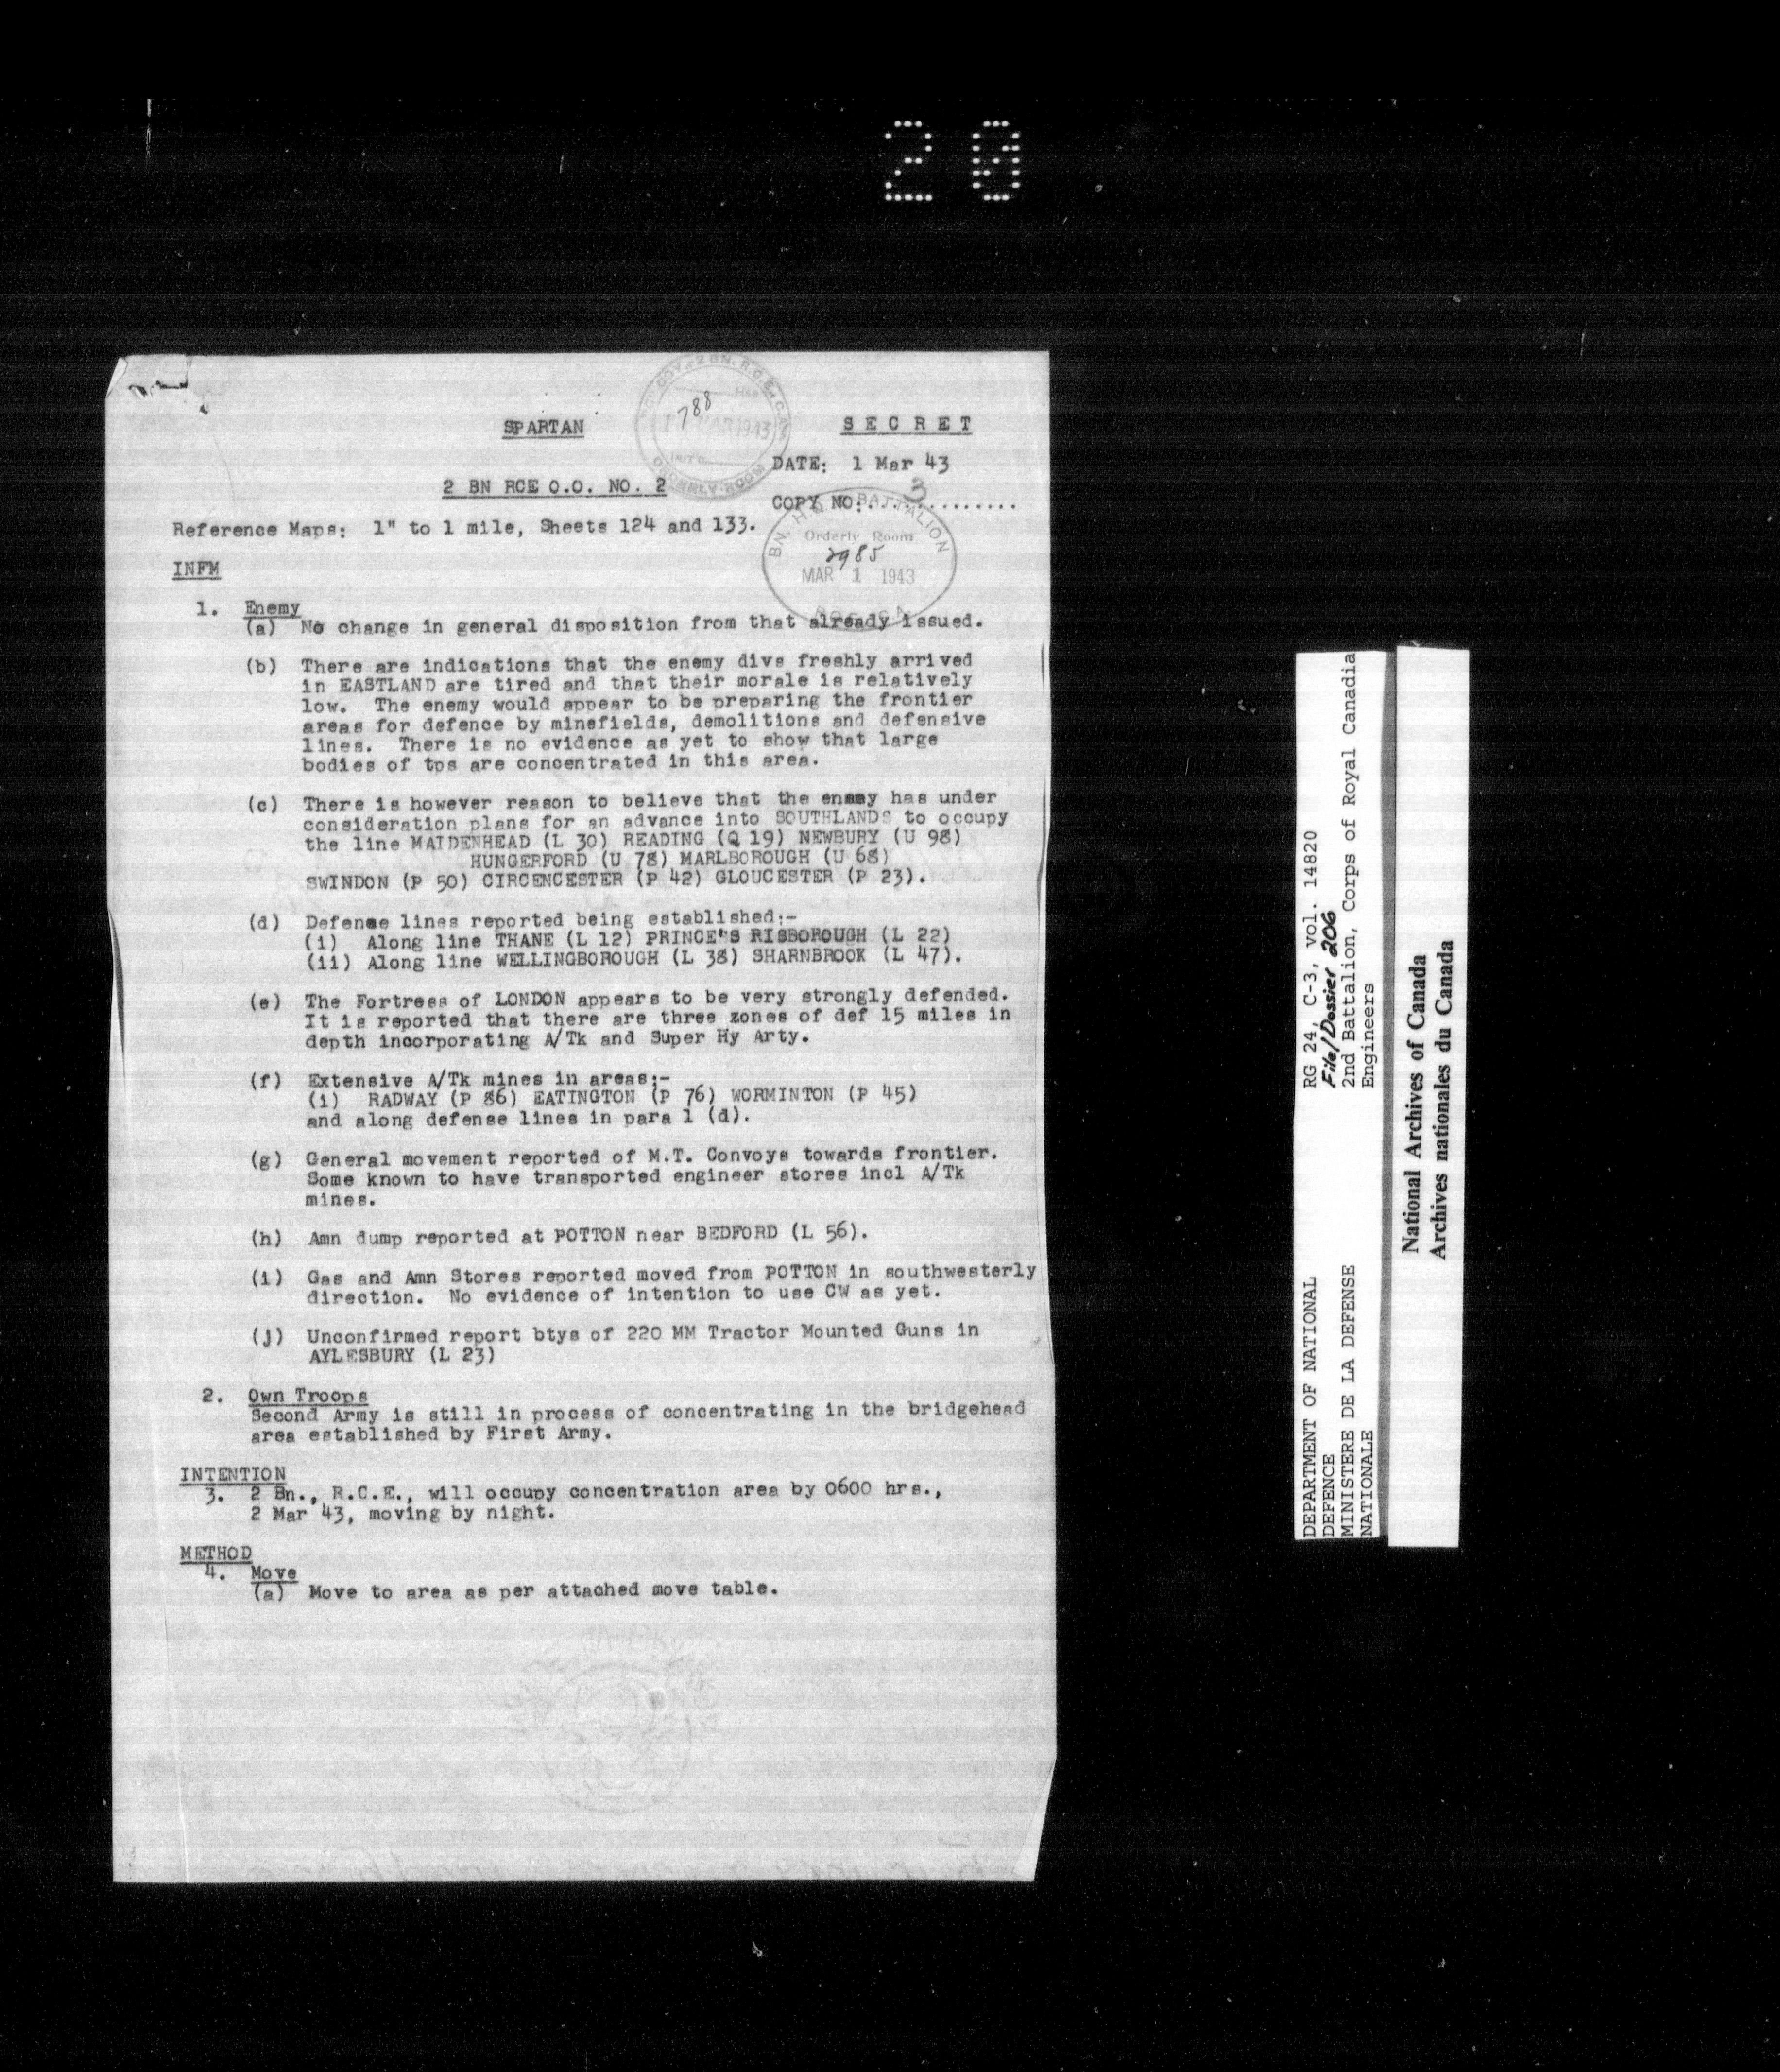 20
SPARTAN
SECRET
DATE: 1 Mar 43
2 BN RCE O.O. NO. 2
COPY NO:..3..........
Reference Maps: 1" to 1 mile, Sheets 124 and 133.
788
MAR 1943
ORDERLY ROOM
BN. H.Q. BATTALION
Orderly Room
2985
MAR 1 1943
INFM
1. Enemy
(a) No change in general disposition from that already issued.
(b) There are indications that the enemy divs freshly arrived
in EASTLAND are tired and that their morale is relatively
low. The enemy would appear to be preparing the frontier
areas for defence by minefields, demolitions and defensive
lines. There is no evidence as yet to show that large
bodies of tps are concentrated in this area.
(c) There is however reason to believe that the enemy has under
consideration plans for an advance into SOUTHLANDS to occupy
the line MAIDENHEAD (L 30) READING (Q 19) NEWBURY (U 98)
HUNGERFORD (U 78) MARLBOROUGH (U 68)
SWINDON (P 50) CIRCENCESTER (P 42) GLOUCESTER (P 23).
(d) Defense lines reported being established:-
(i) Along line THANE (L 12) PRINCE'S RISBOROUGH (L 22)
(ii) Along line WELLINGBOROUGH (L 38) SHARNBROOK (L 47).
(e) The Fortress of LONDON appears to be very strongly defended.
It is reported that there are three zones of def 15 miles in
depth incorporating A/Tk and Super Hy Arty.
(f) Extensive A/Tk mines in areas:-
(i) RADWAY (P 86) EATINGTON (P 76) WORMINTON (P 45)
and along defense lines in para 1 (d).
(g) General movement reported of M.T. Convoys towards frontier.
Some known to have transported engineer stores incl A/Tk
mines.
(h) Amn dump reported at POTTON near BEDFORD (L 56).
(i) Gas and Amn Stores reported moved from POTTON in southwesterly
direction. No evidence of intention to use CW as yet.
(j) Unconfirmed report btys of 220 MM Tractor Mounted Guns in
AYLESBURY (L 23)
2. Own Troops
Second Army is still in process of concentrating in the bridgehead
area established by First Army.
INTENTION
3. 2 Bn., R.C.E., will occupy concentration area by 0600 hrs.,
2 Mar 43, moving by night.
METHOD
4. Move
(a) Move to area as per attached move table.
DEPARTMENT OF NATIONAL
DEFENCE
MINISTERE DE LA DEFENSE
NATIONALE
RG 24, C-3, vol. 14820
File/Dossier 206
2nd Battalion, Corps of Royal Canadia
Engineers
National Archives of Canada
Archives nationales du Canada